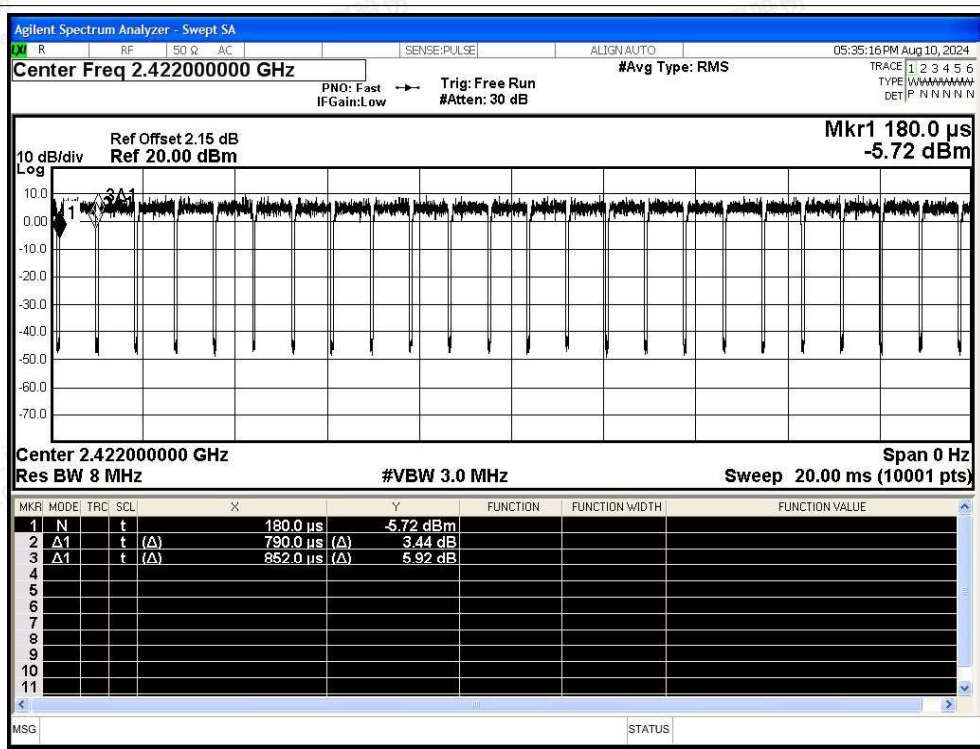 Agilent Spectrum Analyzer - Swept SA
LXI R RF 50 Ω AC SENSE:PULSE ALIGN AUTO 05:35:16 PM Aug 10, 2024
Center Freq 2.422000000 GHz #Avg Type: RMS TRACE 1 2 3 4 5 6
PNO: Fast Trig: Free Run TYPE WWWWWW
IFGain:Low #Atten: 30 dB DET P N N N N N
Mkr1 180.0 µs
Ref Offset 2.15 dB -5.72 dBm
10 dB/div Ref 20.00 dBm
Log
10.0
0.00
-10.0
-20.0
-30.0
-40.0
-50.0
-60.0
-70.0
1
3Δ1
Center 2.422000000 GHz Span 0 Hz
Res BW 8 MHz #VBW 3.0 MHz Sweep 20.00 ms (10001 pts)
MKR MODE TRC SCL X Y FUNCTION FUNCTION WIDTH FUNCTION VALUE
1 N t 180.0 µs -5.72 dBm
2 Δ1 t (Δ) 790.0 µs (Δ) 3.44 dB
3 Δ1 t (Δ) 852.0 µs (Δ) 5.92 dB
4
5
6
7
8
9
10
11
MSG STATUS